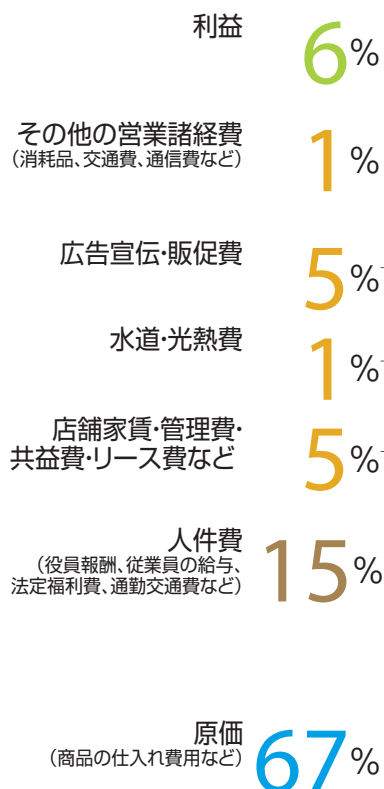 利益 6%
その他の営業諸経費
（消耗品、交通費、通信費など） 1%
広告宣伝・販促費 5%
水道・光熱費 1%
店舗家賃・管理費・
共益費・リース費など 5%
人件費
（役員報酬、従業員の給与、
法定福利費、通勤交通費など） 15%
原価
（商品の仕入れ費用など） 67%